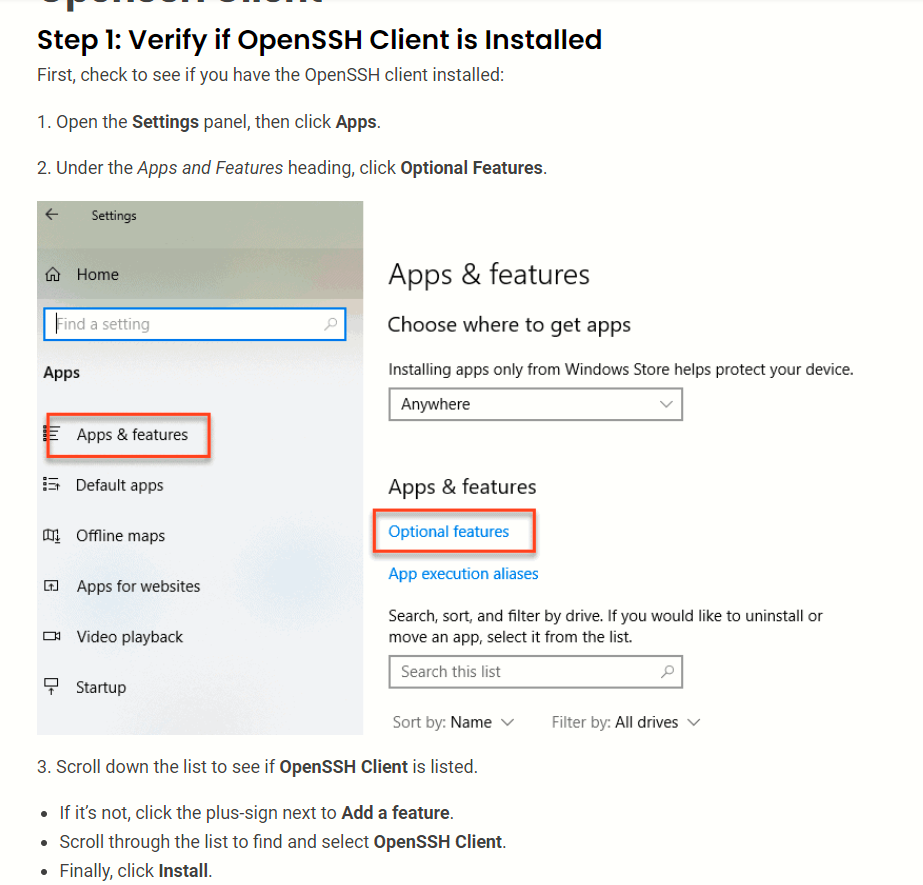 OpenSSH Client
Step 1: Verify if OpenSSH Client is Installed
First, check to see if you have the OpenSSH client installed:
1. Open the Settings panel, then click Apps.
2. Under the Apps and Features heading, click Optional Features.
Settings
Home
Find a setting
Apps
Apps & features
Default apps
Offline maps
Apps for websites
Video playback
Startup
Apps & features
Choose where to get apps
Installing apps only from Windows Store helps protect your device.
Anywhere
Apps & features
Optional features
App execution aliases
Search, sort, and filter by drive. If you would like to uninstall or
move an app, select it from the list.
Search this list
Sort by: Name
Filter by: All drives
3. Scroll down the list to see if OpenSSH Client is listed.
If it’s not, click the plus-sign next to Add a feature.
Scroll through the list to find and select OpenSSH Client.
Finally, click Install.